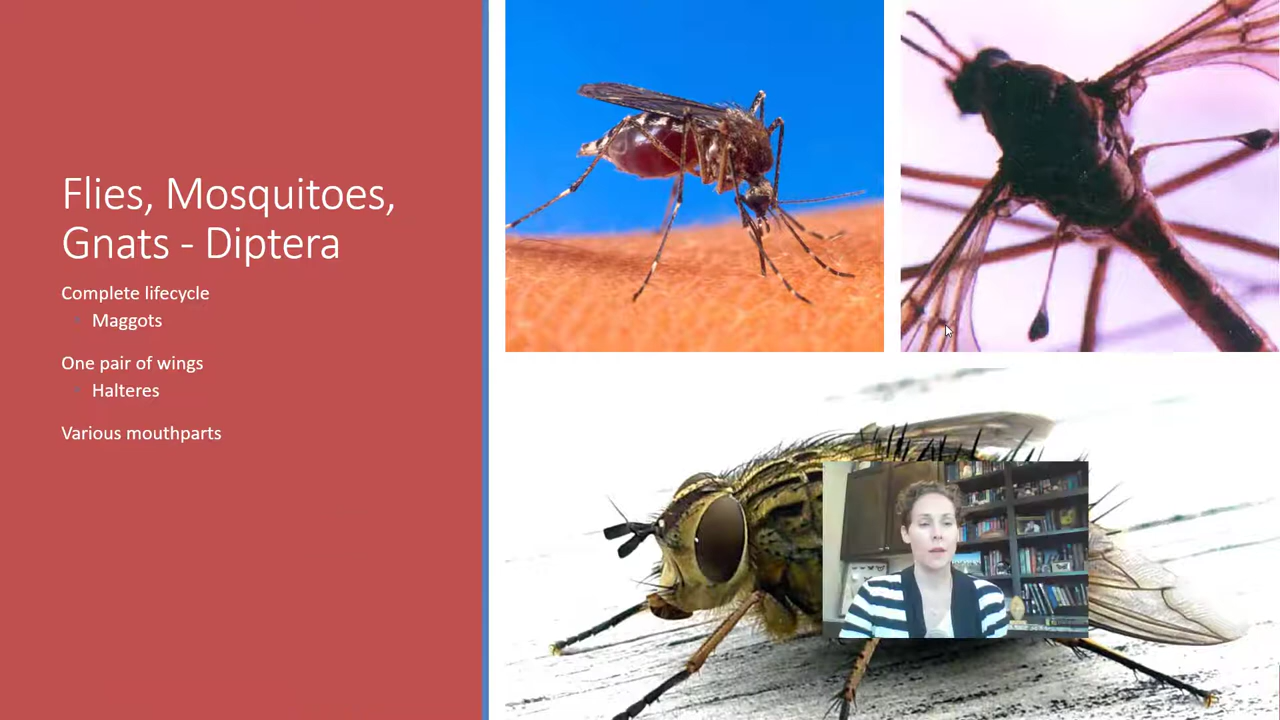 Flies, Mosquitoes,
Gnats - Diptera
Complete lifecycle
Maggots
One pair of wings
Halteres
Various mouthparts